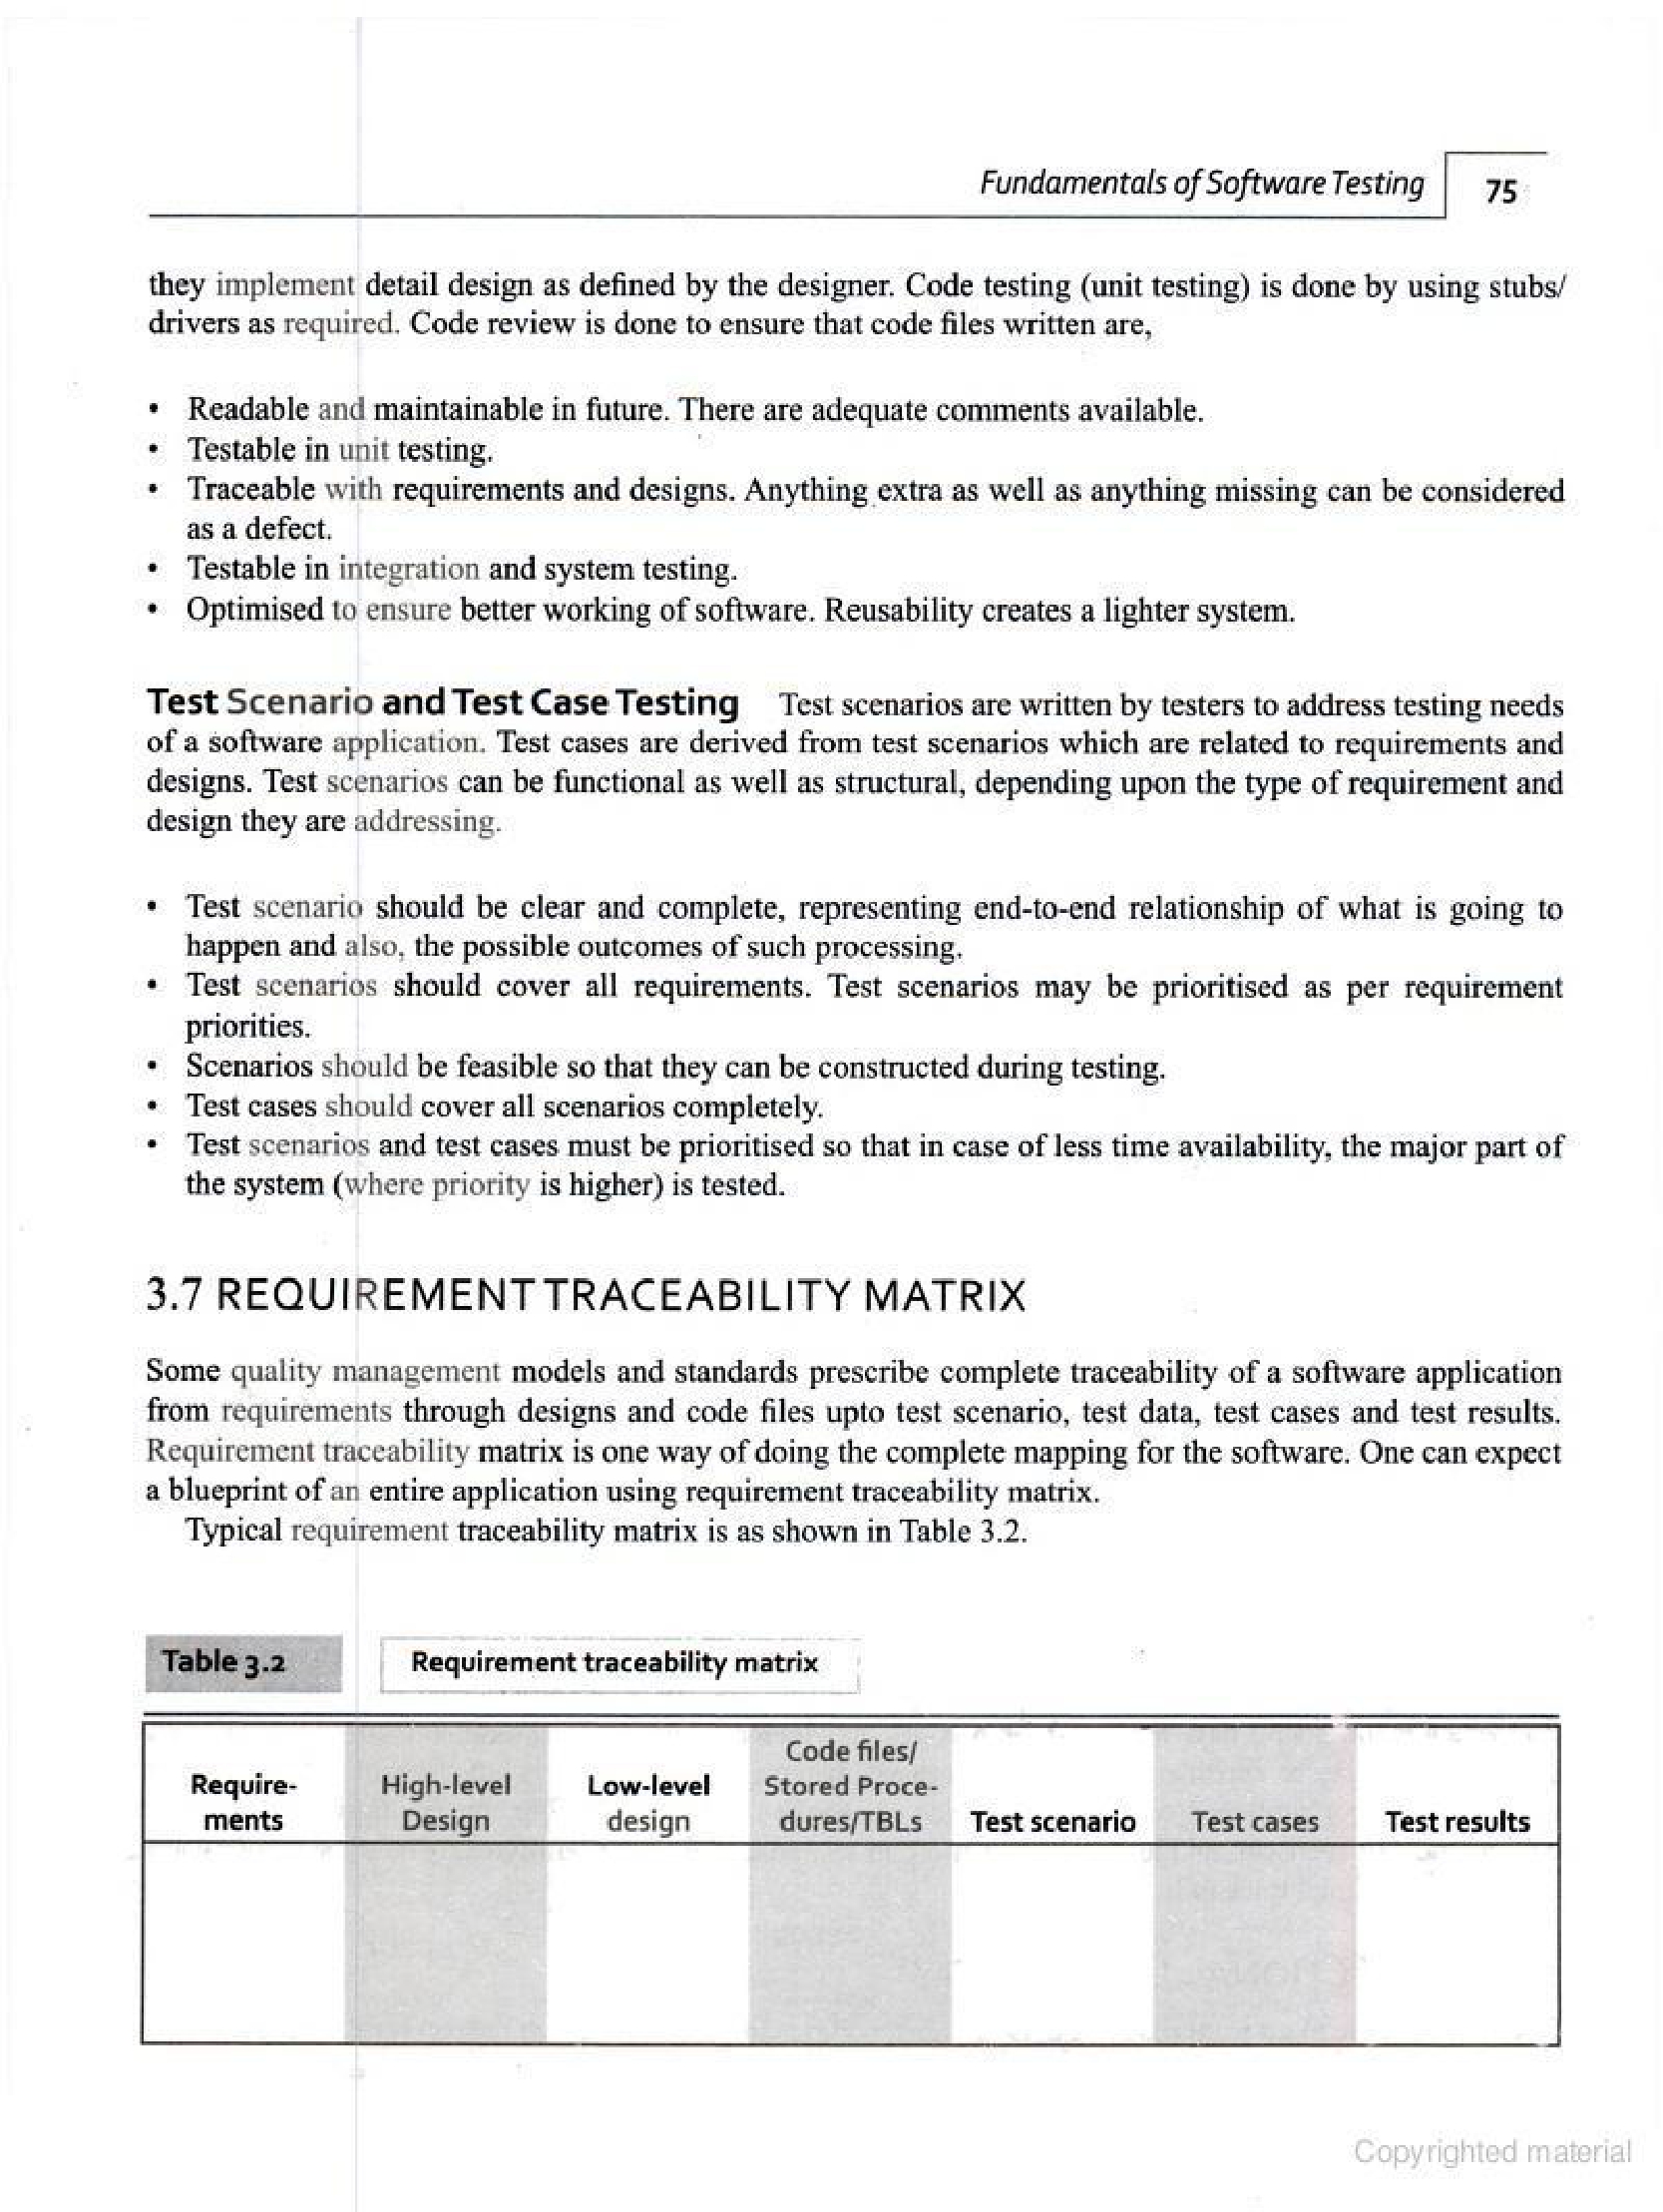 Fundamentals of Software Testing 75
they implement detail design as defined by the designer. Code testing (unit testing) is done by using stubs/
drivers as required. Code review is done to ensure that code files written are,
• Readable and maintainable in future. There are adequate comments available.
• Testable in unit testing.
• Traceable with requirements and designs. Anything extra as well as anything missing can be considered
as a defect.
• Testable in integration and system testing.
• Optimised to ensure better working of software. Reusability creates a lighter system.
Test Scenario and Test Case Testing Test scenarios are written by testers to address testing needs
of a software application. Test cases are derived from test scenarios which are related to requirements and
designs. Test scenarios can be functional as well as structural, depending upon the type of requirement and
design they are addressing.
• Test scenario should be clear and complete, representing end-to-end relationship of what is going to
happen and also, the possible outcomes of such processing.
• Test scenarios should cover all requirements. Test scenarios may be prioritised as per requirement
priorities.
• Scenarios should be feasible so that they can be constructed during testing.
• Test cases should cover all scenarios completely.
• Test scenarios and test cases must be prioritised so that in case of less time availability, the major part of
the system (where priority is higher) is tested.
3.7 REQUIREMENT TRACEABILITY MATRIX
Some quality management models and standards prescribe complete traceability of a software application
from requirements through designs and code files upto test scenario, test data, test cases and test results.
Requirement traceability matrix is one way of doing the complete mapping for the software. One can expect
a blueprint of an entire application using requirement traceability matrix.
Typical requirement traceability matrix is as shown in Table 3.2.
Table 3.2 Requirement traceability matrix
Require-
ments
High-level
Design
Low-level
design
Code files/
Stored Proce-
dures/TBLs
Test scenario
Test cases
Test results
Copyrighted material